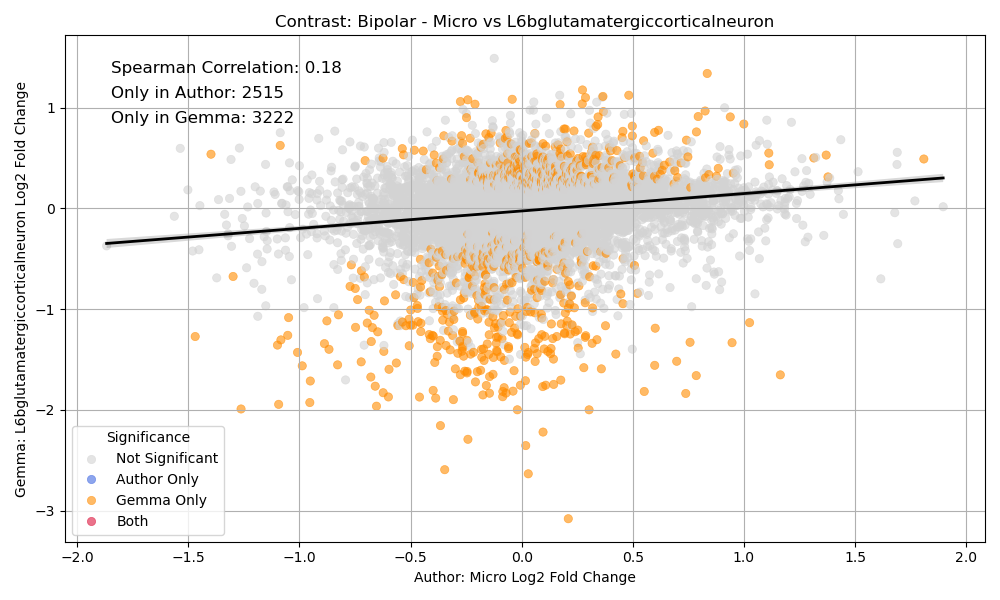 Contrast: Bipolar - Micro vs L6bglutamatergiccorticalneuron
Spearman Correlation: 0.18
Only in Author: 2515
Only in Gemma: 3222
Gemma: L6bglutamatergiccorticalneuron Log2 Fold Change
1
0
−1
−2
−3
Significance
Not Significant
Author Only
Gemma Only
Both
−2.0 −1.5 −1.0 −0.5 0.0 0.5 1.0 1.5 2.0
Author: Micro Log2 Fold Change